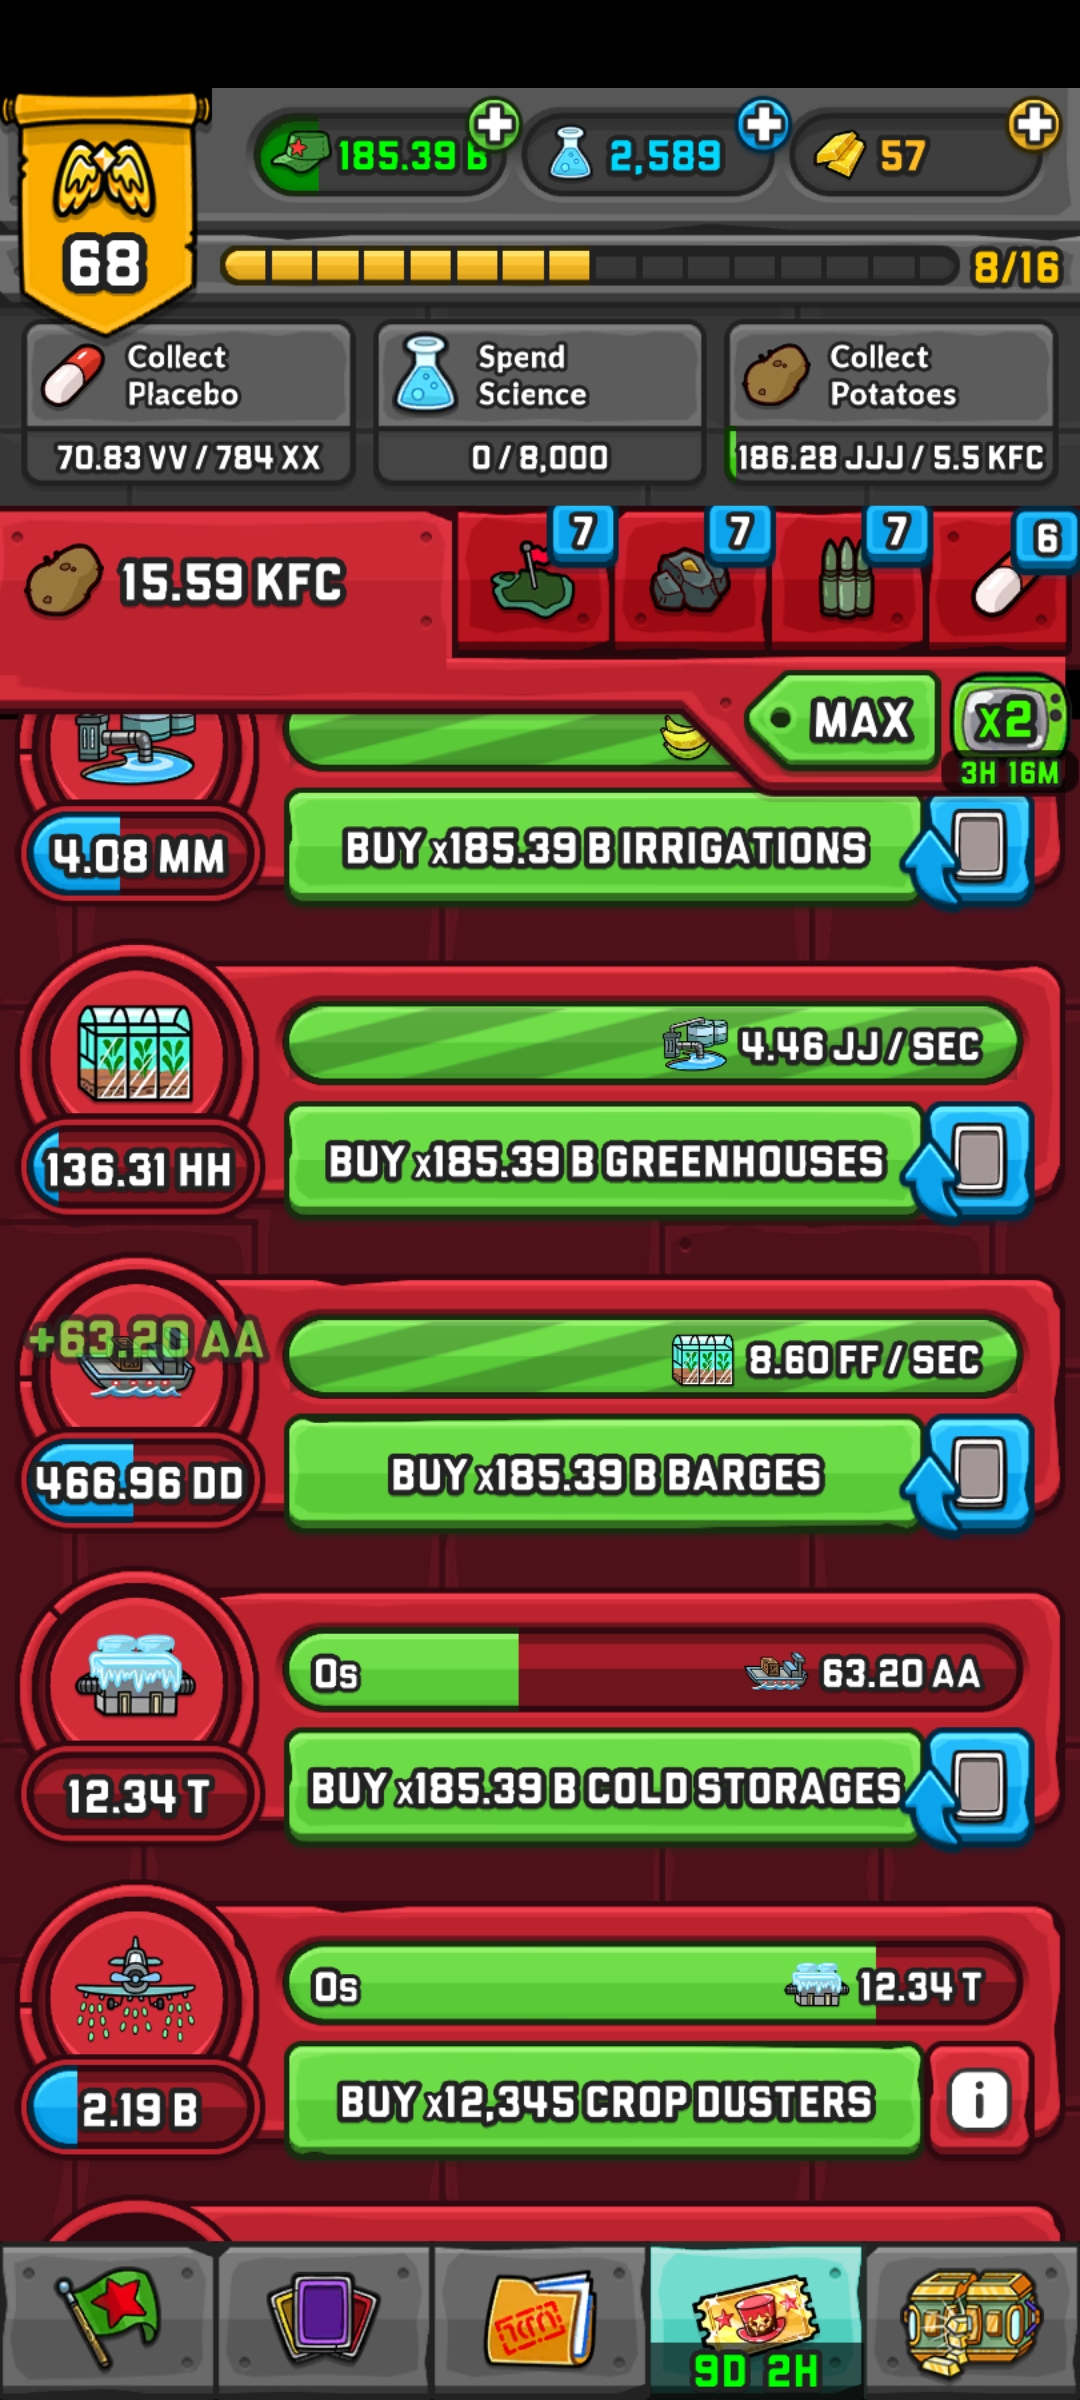 185.39 B
2,589
57
68
8/16
Collect
Placebo
70.83 VV / 784 XX
Spend
Science
0 / 8,000
Collect
Potatoes
186.28 JJJ / 5.5 KFC
15.59 KFC
7
7
7
6
MAX
x2
3H 16M
4.08 MM
BUY x185.39 B IRRIGATIONS
4.46 JJ / SEC
136.31 HH
BUY x185.39 B GREENHOUSES
+63.20 AA
8.60 FF / SEC
466.96 DD
BUY x185.39 B BARGES
0s
63.20 AA
12.34 T
BUY x185.39 B COLD STORAGES
0s
12.34 T
2.19 B
BUY x12,345 CROP DUSTERS
i
9D 2H